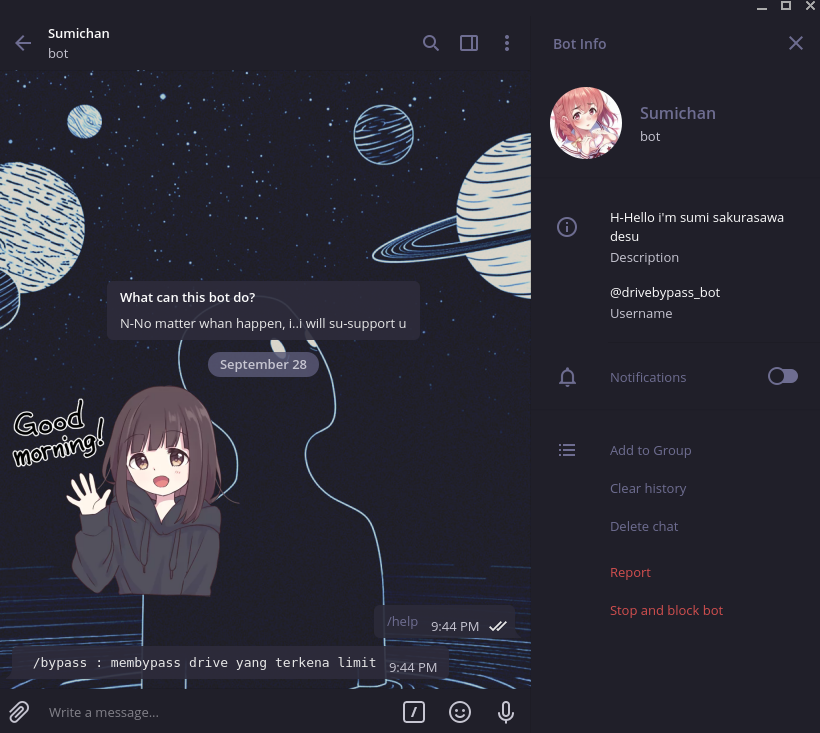 Sumichan
bot
What can this bot do?
N-No matter whan happen, i..i will su-support u
September 28
Good
morning!
/help 9:44 PM
/bypass : membypass drive yang terkena limit 9:44 PM
Write a message...
Bot Info
Sumichan
bot
H-Hello i'm sumi sakurasawa
desu
Description
@drivebypass_bot
Username
Notifications
Add to Group
Clear history
Delete chat
Report
Stop and block bot